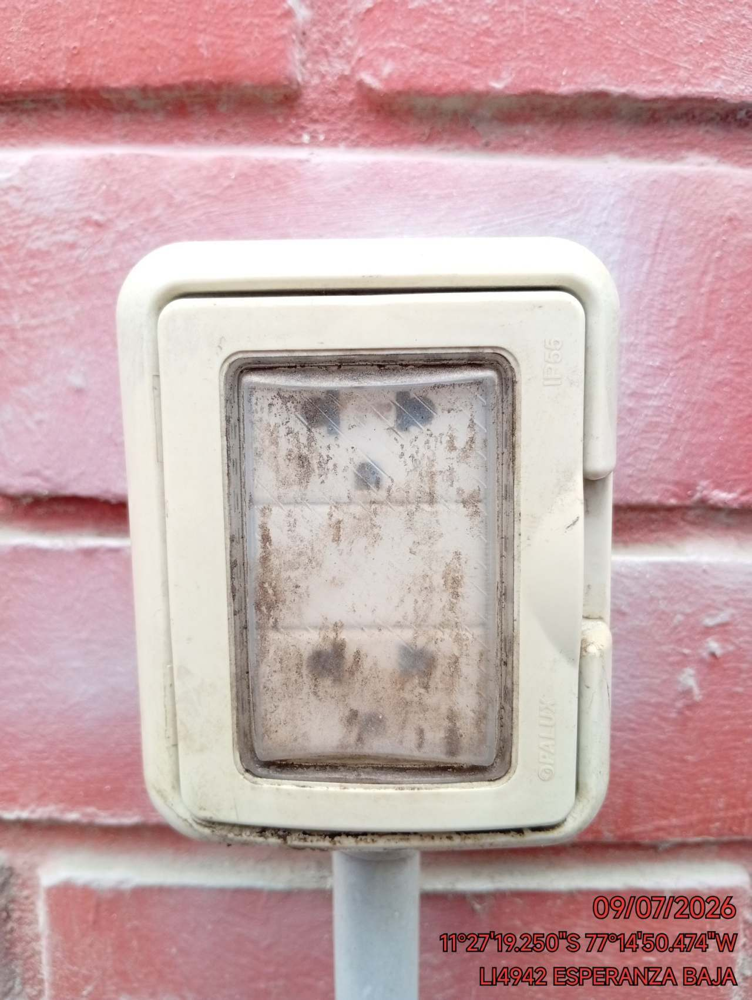 IP55
OPALUX
09/07/2026
11°27'19.250"S 77°14'50.474"W
LI4942 ESPERANZA BAJA